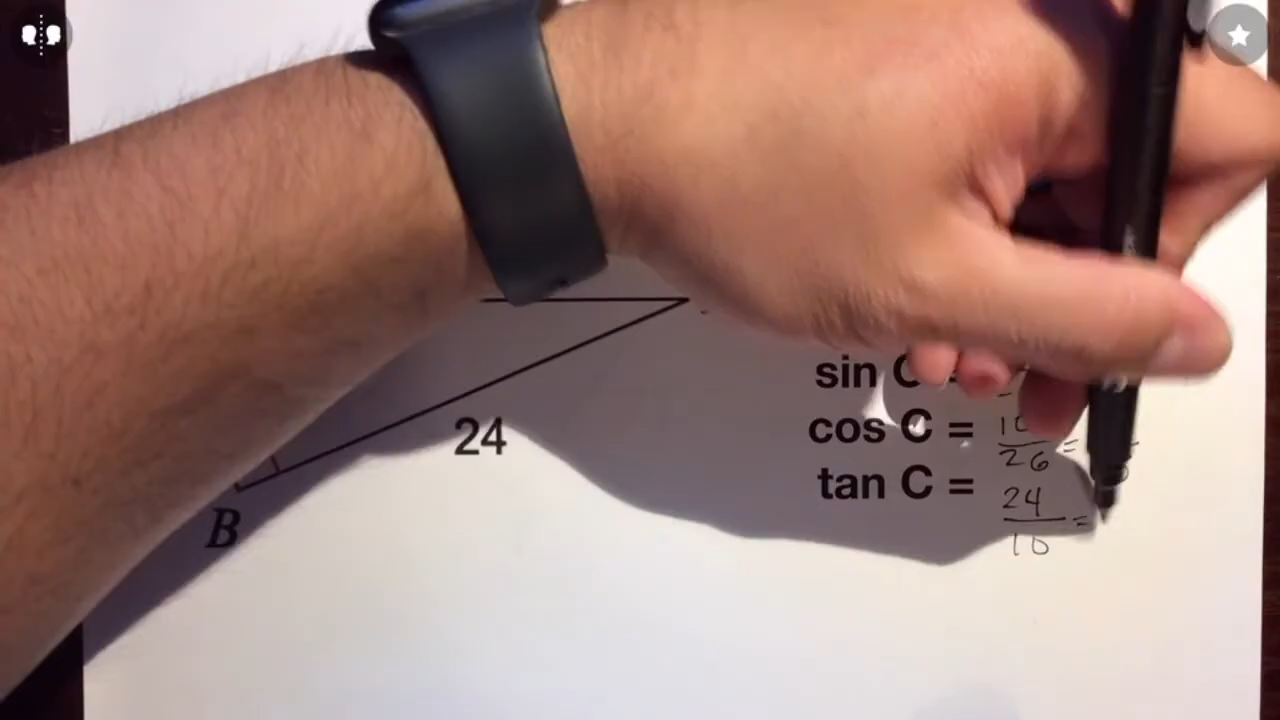 24
B
sin C =
cos C = 10/26 =
tan C = 24/10 =